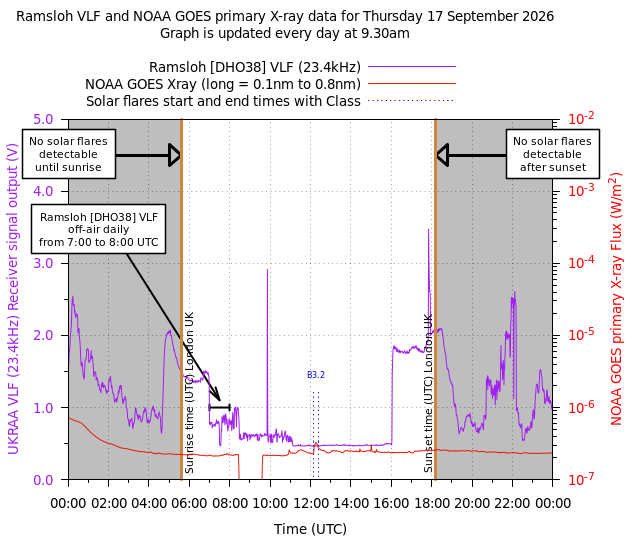 Ramsloh VLF and NOAA GOES primary X-ray data for Thursday 17 September 2026
Graph is updated every day at 9.30am
Ramsloh [DHO38] VLF (23.4kHz)
NOAA GOES Xray (long = 0.1nm to 0.8nm)
Solar flares start and end times with Class
5.0
4.0
3.0
2.0
1.0
0.0
UKRAA VLF (23.4kHz) Receiver signal output (V)
10⁻²
10⁻³
10⁻⁴
10⁻⁵
10⁻⁶
10⁻⁷
NOAA GOES primary X-ray Flux (W/m²)
No solar flares
detectable
until sunrise
No solar flares
detectable
after sunset
Ramsloh [DHO38] VLF
off-air daily
from 7:00 to 8:00 UTC
Sunrise time (UTC) London UK
B3.2
Sunset time (UTC) London UK
00:00 02:00 04:00 06:00 08:00 10:00 12:00 14:00 16:00 18:00 20:00 22:00 00:00
Time (UTC)